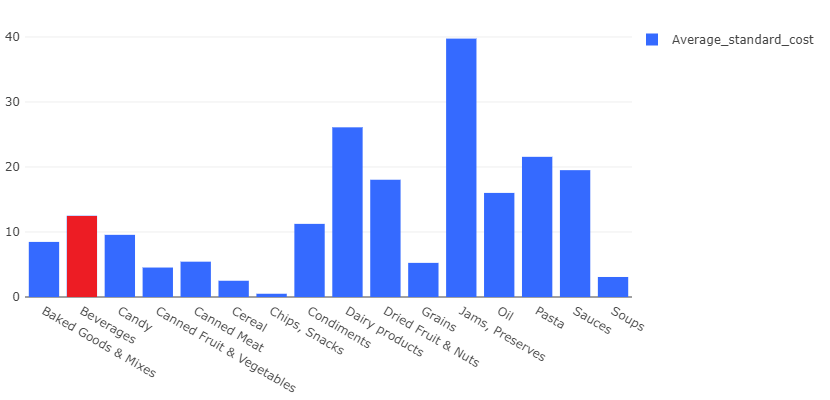 40
30
20
10
0
Baked Goods & Mixes
Beverages
Candy
Canned Fruit & Vegetables
Canned Meat
Cereal
Chips, Snacks
Condiments
Dairy products
Dried Fruit & Nuts
Grains
Jams, Preserves
Oil
Pasta
Sauces
Soups
Average_standard_cost